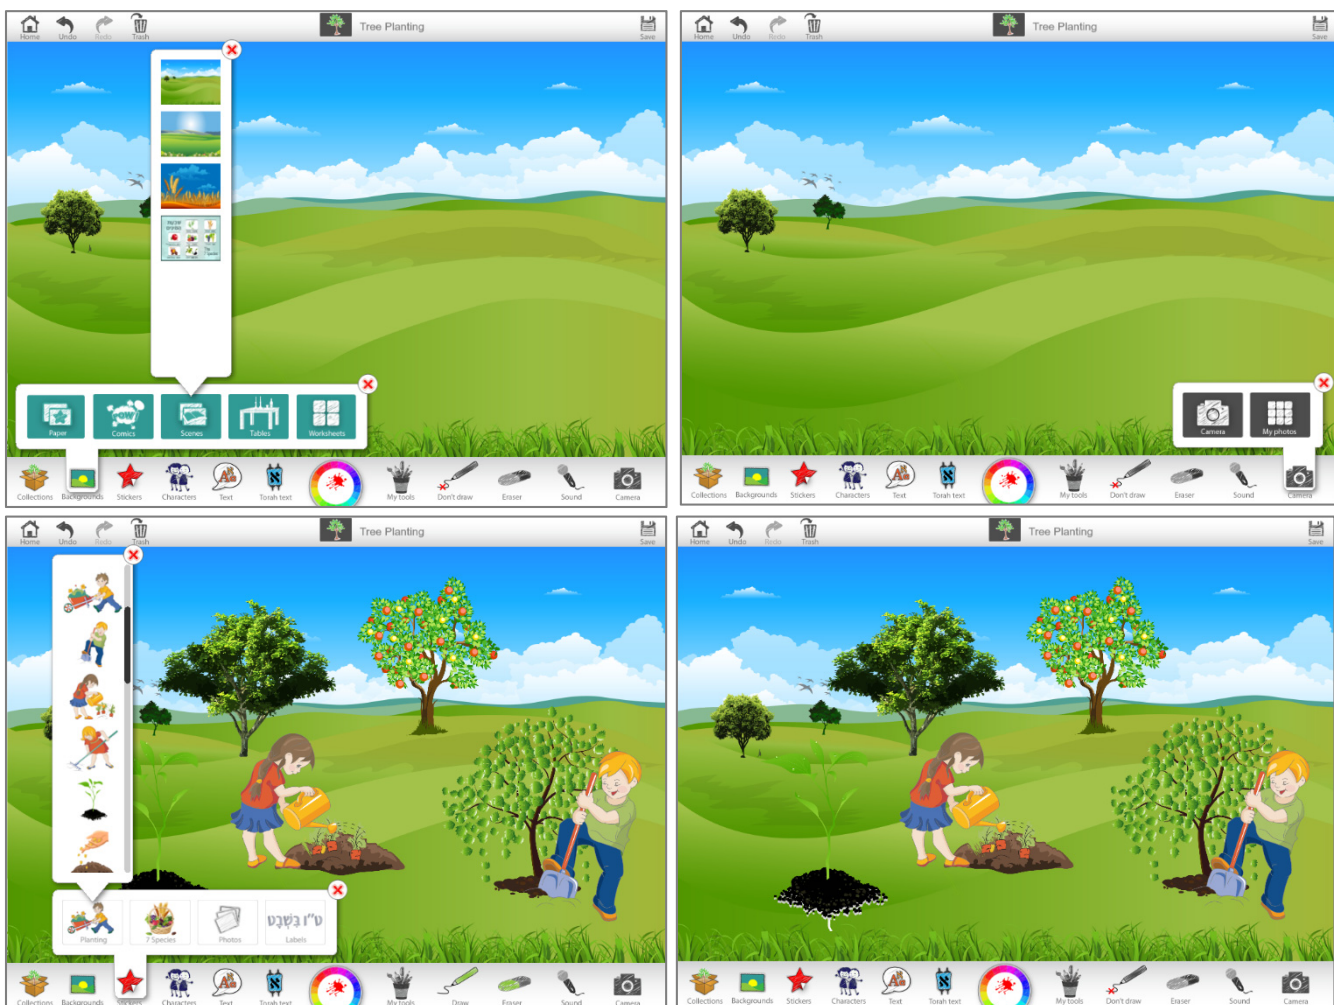 Home Undo Redo Trash Tree Planting Save
Paper Comics Scenes Tables Worksheets
Collections Backgrounds Stickers Characters Text Torah text My tools Don't draw Eraser Sound Camera
Home Undo Redo Trash Tree Planting Save
Camera My photos
Collections Backgrounds Stickers Characters Text Torah text My tools Don't draw Eraser Sound Camera
Home Undo Redo Trash Tree Planting Save
ט"ו בִּשְׁבָט
Planting 7 Species Photos Labels
Collections Backgrounds Stickers Characters Text Torah text My tools Draw Eraser Sound Camera
Home Undo Redo Trash Tree Planting Save
Collections Backgrounds Stickers Characters Text Torah text My tools Don't draw Eraser Sound Camera